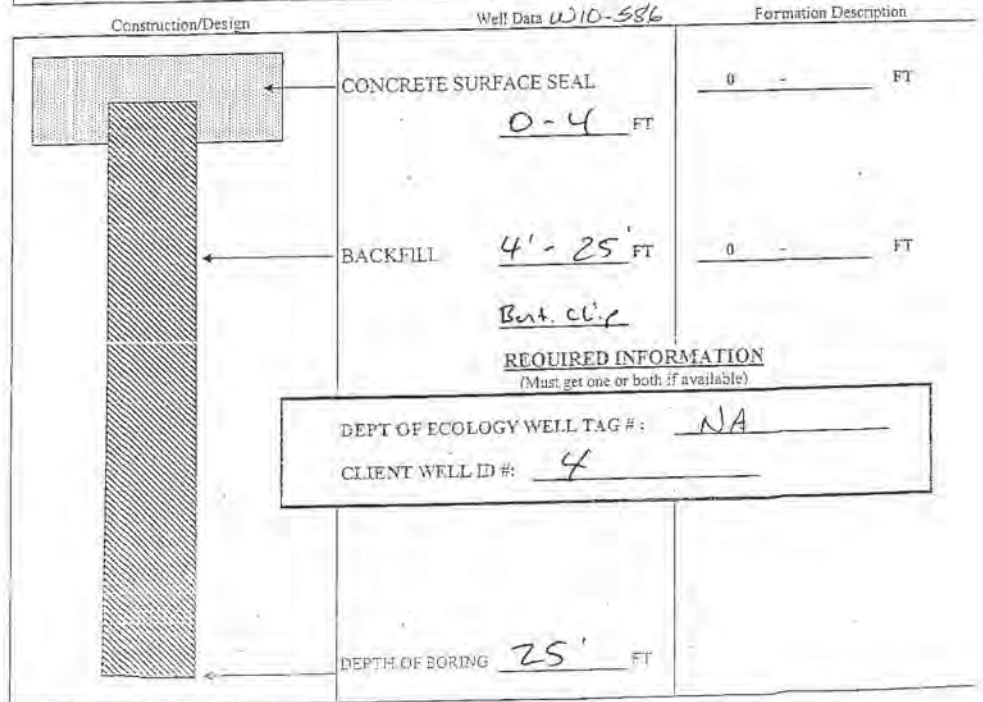 Construction/Design Well Data W10-586 Formation Description
CONCRETE SURFACE SEAL 0 - FT
0-4 FT
BACKFILL 4'-25' FT 0 - FT
Bent. Chip
REQUIRED INFORMATION
(Must get one or both if available)
DEPT OF ECOLOGY WELL TAG #: NA
CLIENT WELL ID #: 4
DEPTH OF BORING 25' FT